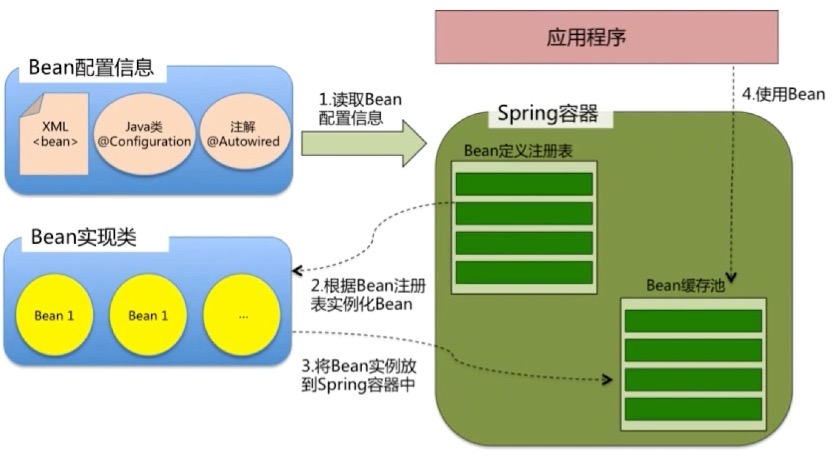 应用程序
Bean配置信息
XML
<bean>
Java类
@Configuration
注解
@Autowired
1.读取Bean
配置信息
4.使用Bean
Spring容器
Bean定义注册表
Bean实现类
Bean 1
Bean 1
...
2.根据Bean注册
表实例化Bean
Bean缓存池
3.将Bean实例放
到Spring容器中